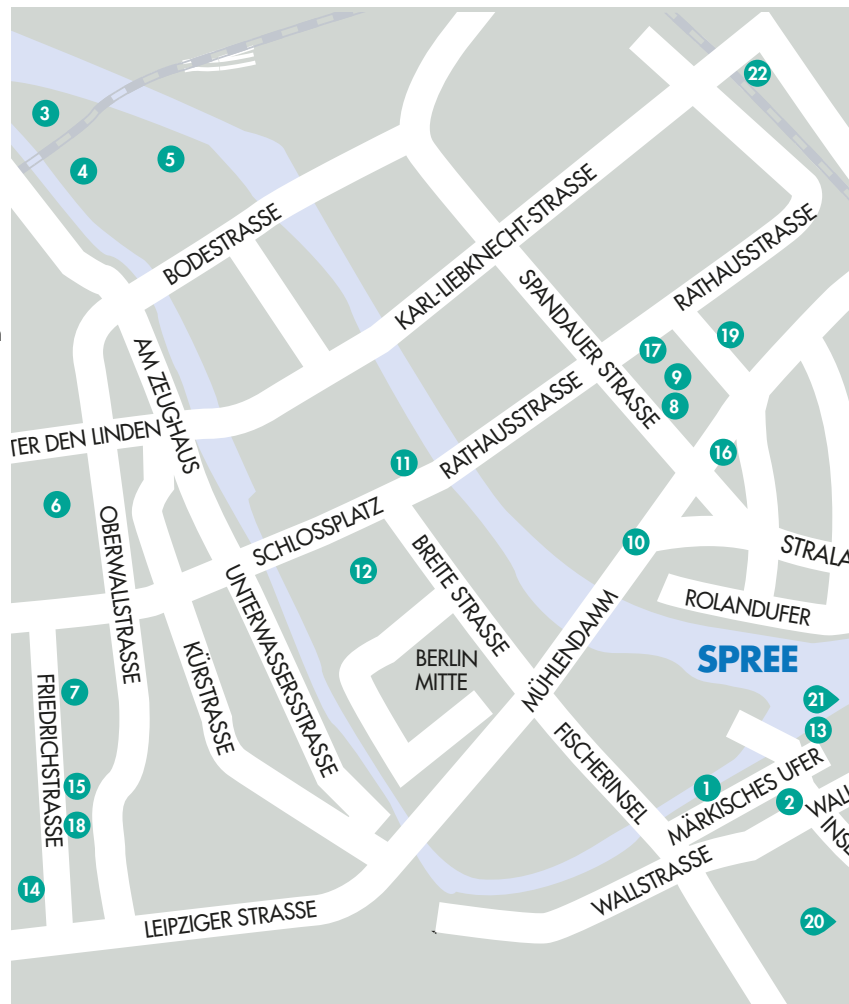 22
3
5
4
BODESTRASSE
KARL-LIEBKNECHT-STRASSE
RATHAUSSTRASSE
SPANDAUER STRASSE
19
17
9
8
AM ZEUGHAUS
TER DEN LINDEN
RATHAUSSTRASSE
11
16
6
OBERWALLSTRASSE
SCHLOSSPLATZ
10
STRALA
12
BREITE STRASSE
UNTERWASSERSTRASSE
ROLANDUFER
KÜRSTRASSE
BERLIN
MITTE
MÜHLENDAMM
SPREE
FRIEDRICHSTRASSE
7
21
13
FISCHERINSEL
15
1
MÄRKISCHES UFER
2
WALL
INSE
18
WALLSTRASSE
14
LEIPZIGER STRASSE
20